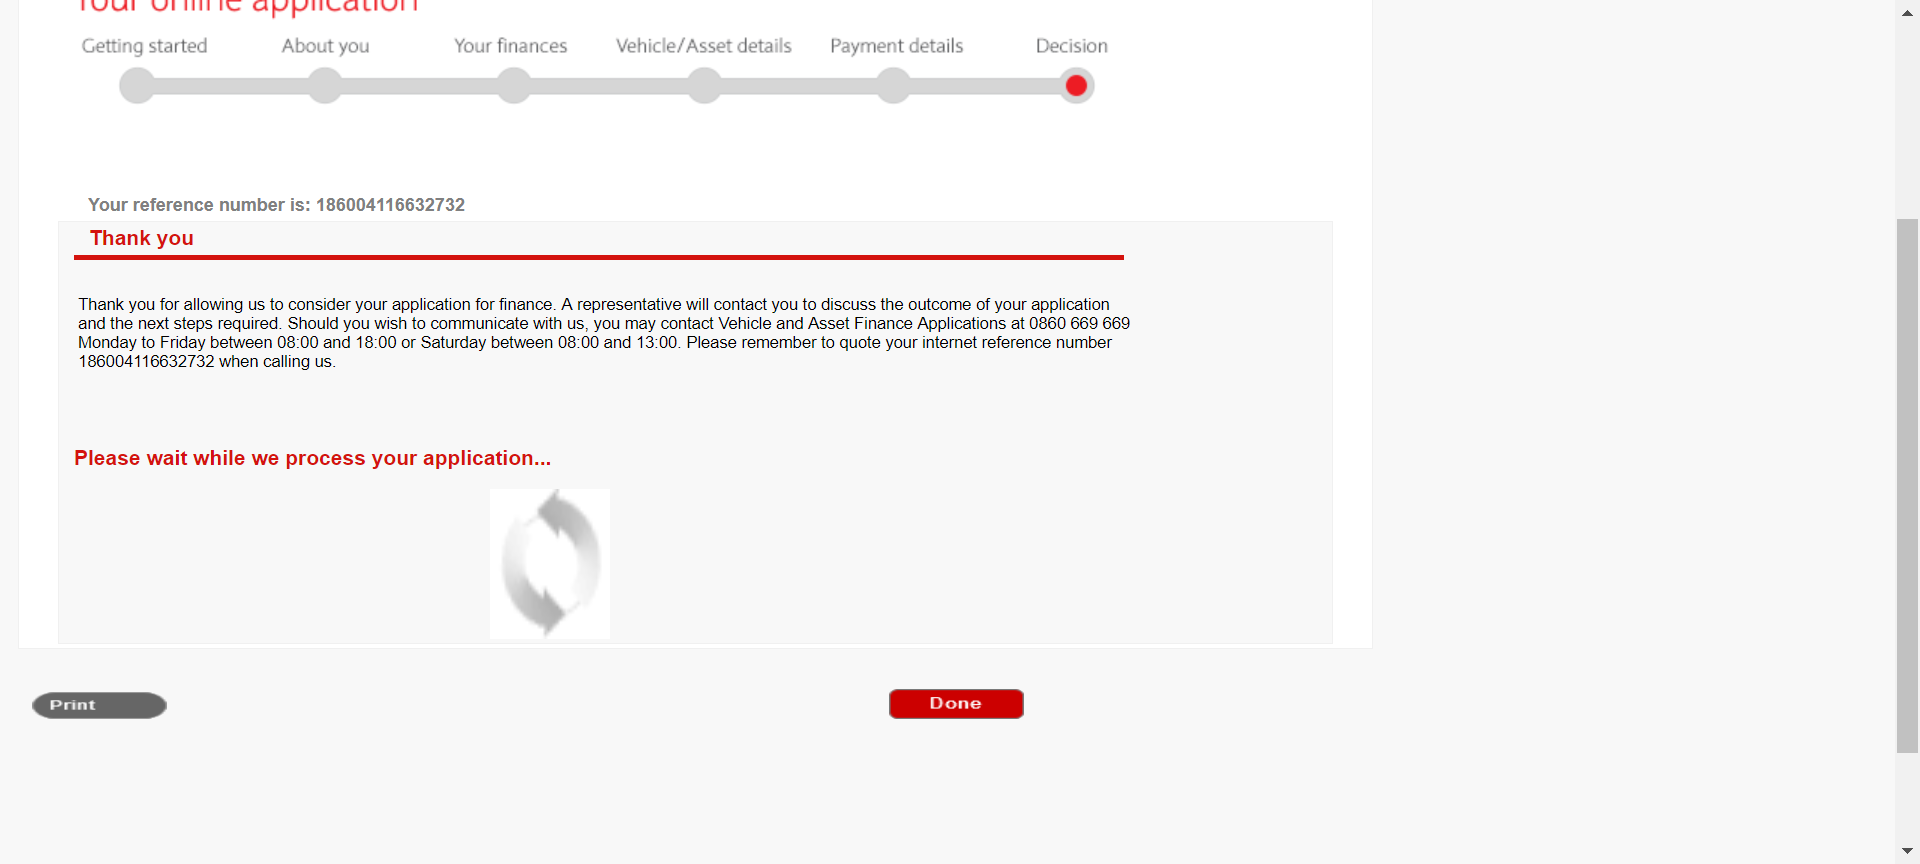 Your online application
Getting started About you Your finances Vehicle/Asset details Payment details Decision
Your reference number is: 186004116632732
Thank you
Thank you for allowing us to consider your application for finance. A representative will contact you to discuss the outcome of your application
and the next steps required. Should you wish to communicate with us, you may contact Vehicle and Asset Finance Applications at 0860 669 669
Monday to Friday between 08:00 and 18:00 or Saturday between 08:00 and 13:00. Please remember to quote your internet reference number
186004116632732 when calling us.
Please wait while we process your application...
Print Done